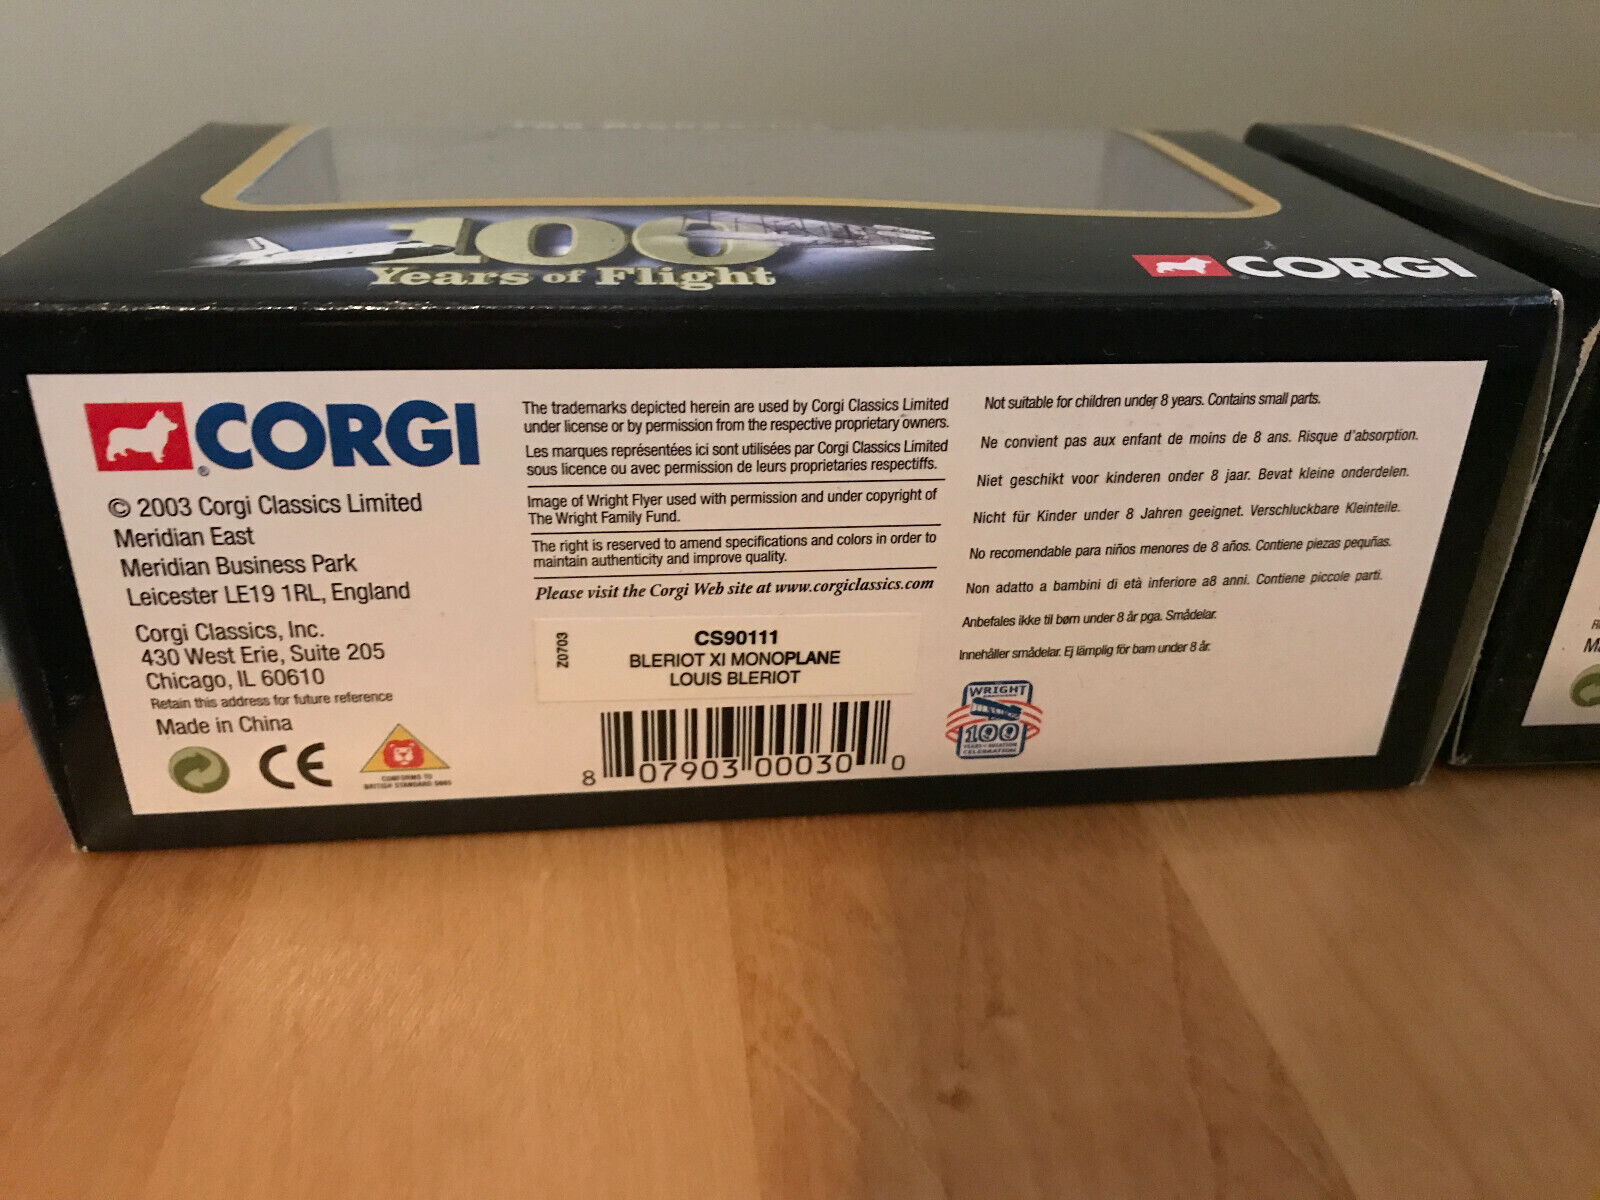 100
Years of Flight
CORGI
CORGI
© 2003 Corgi Classics Limited
Meridian East
Meridian Business Park
Leicester LE19 1RL, England
Corgi Classics, Inc.
430 West Erie, Suite 205
Chicago, IL 60610
Retain this address for future reference
Made in China
CE
CONFORMS TO
BRITISH STANDARD
The trademarks depicted herein are used by Corgi Classics Limited
under license or by permission from the respective proprietary owners.
Les marques représentées ici sont utilisées par Corgi Classics Limited
sous licence ou avec permission de leurs proprietaries respectiffs.
Image of Wright Flyer used with permission and under copyright of
The Wright Family Fund.
The right is reserved to amend specifications and colors in order to
maintain authenticity and improve quality.
Please visit the Corgi Web site at www.corgiclassics.com
Z0703
CS90111
BLERIOT XI MONOPLANE
LOUIS BLERIOT
8 07903 00030 0
Not suitable for children under 8 years. Contains small parts.
Ne convient pas aux enfant de moins de 8 ans. Risque d'absorption.
Niet geschikt voor kinderen onder 8 jaar. Bevat kleine onderdelen.
Nicht für Kinder under 8 Jahren geeignet. Verschluckbare Kleinteile.
No recomendable para niños menores de 8 años. Contiene piezas pequñas.
Non adatto a bambini di età inferiore a8 anni. Contiene piccole parti.
Anbefales ikke til børn under 8 år pga. Smådelar.
Innehåller smådelar. Ej lämplig för barn under 8 år.
WRIGHT
100
CELEBRATION